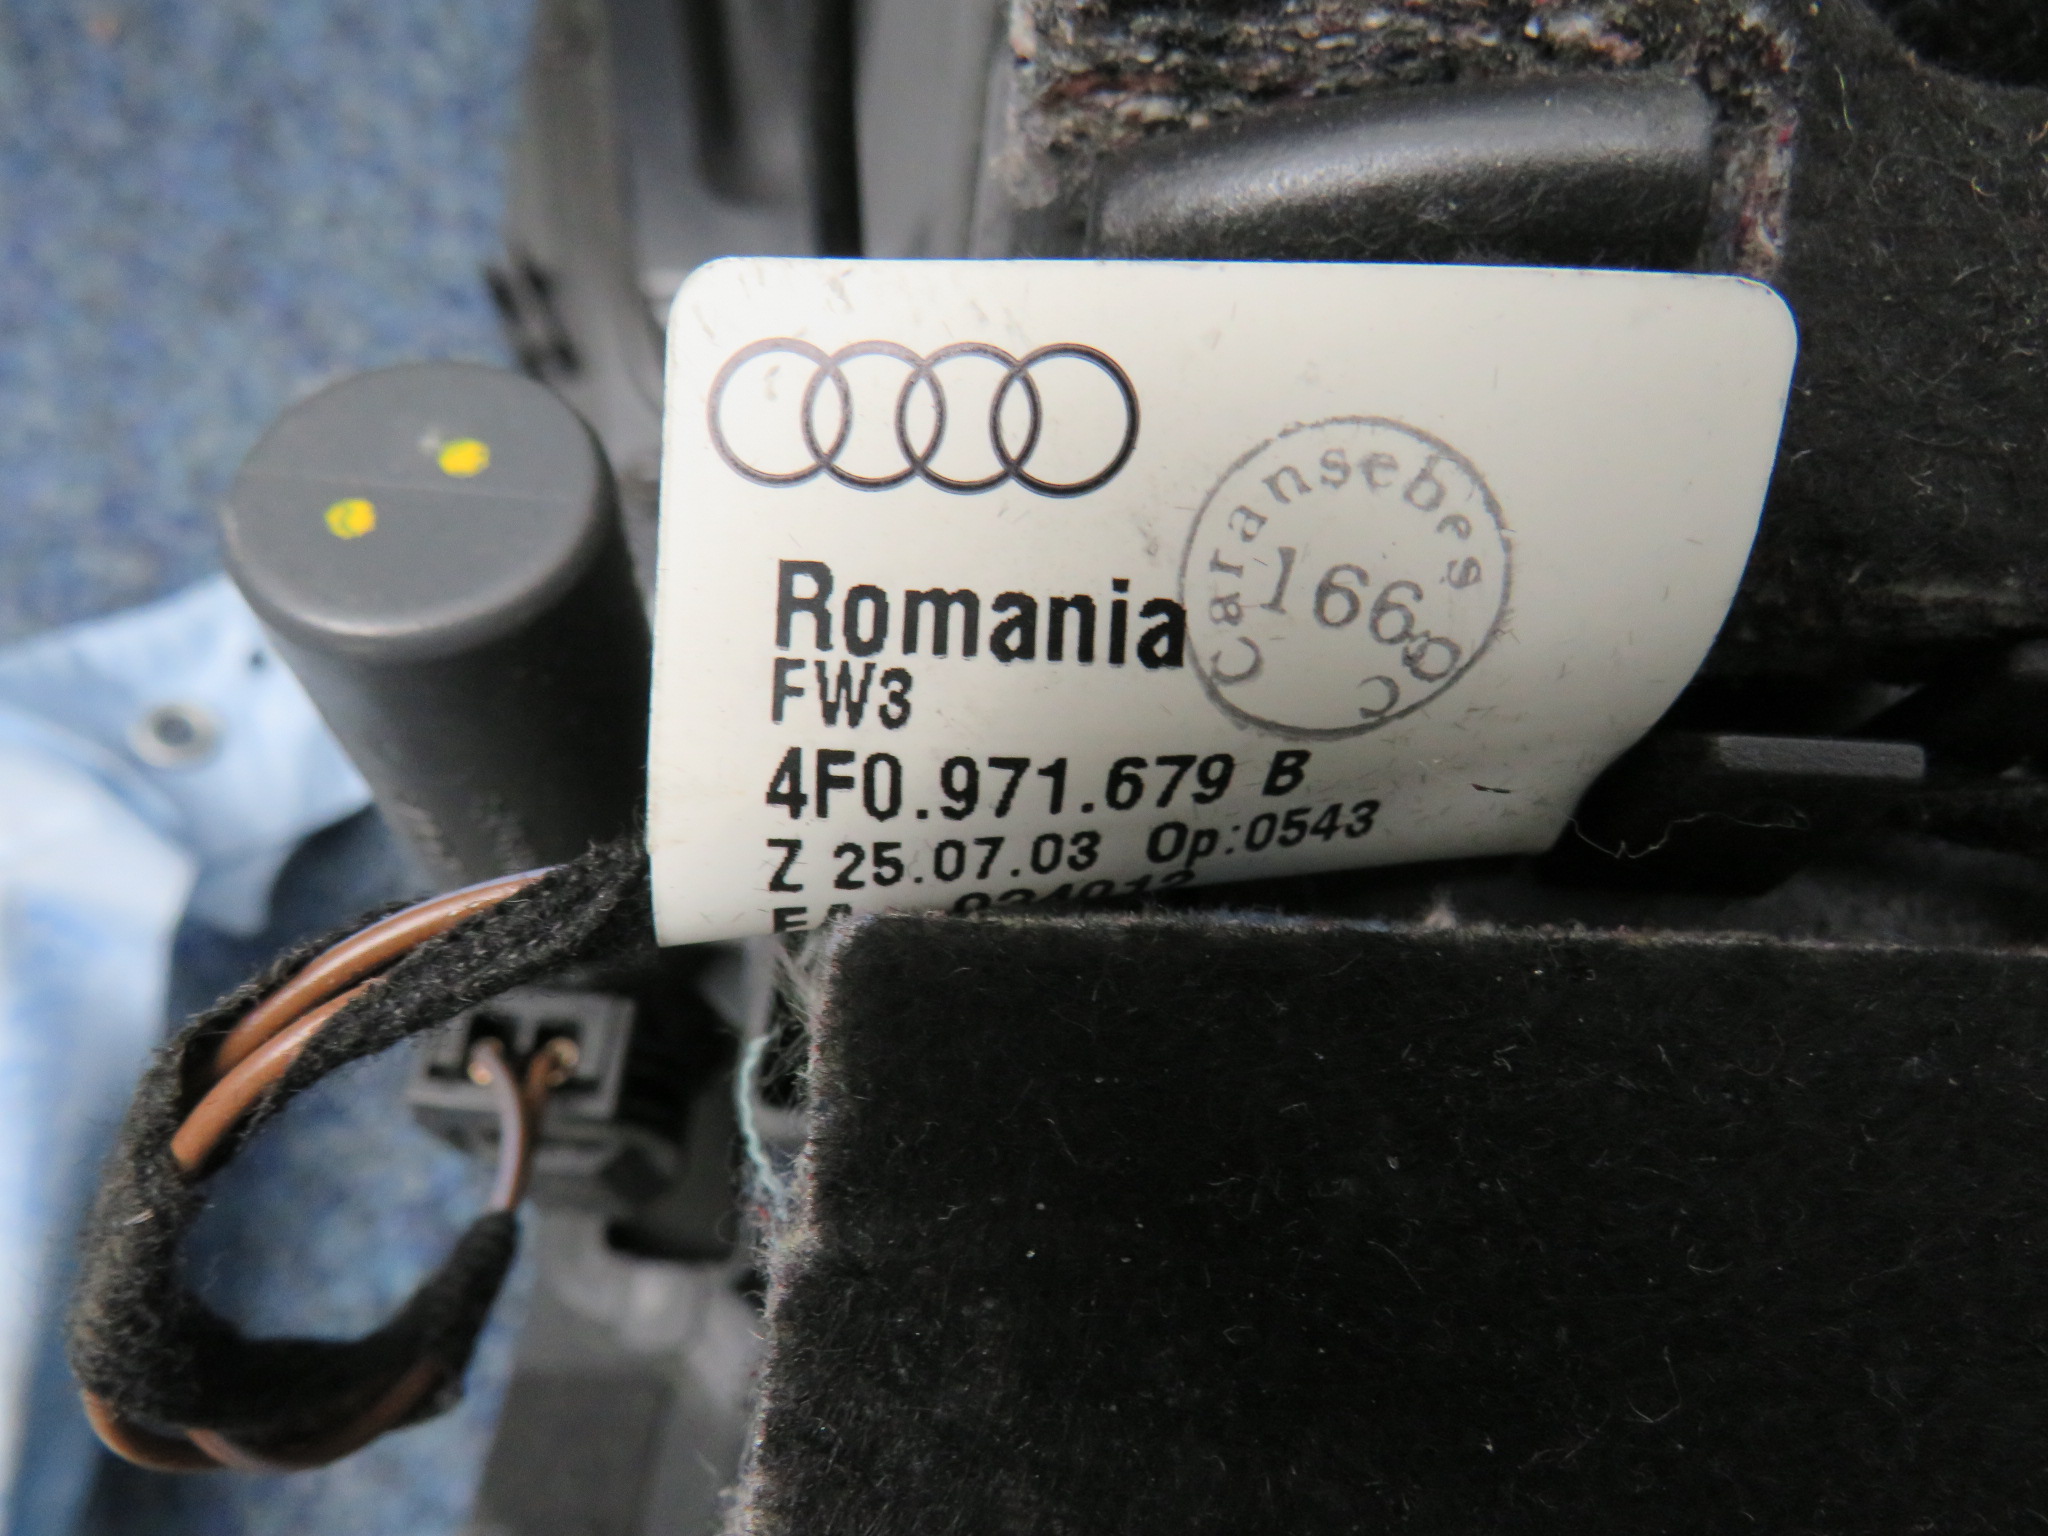 Romania
FW3
4F0.971.679 B
Z 25.07.03 Op:0543
Caransebes
166